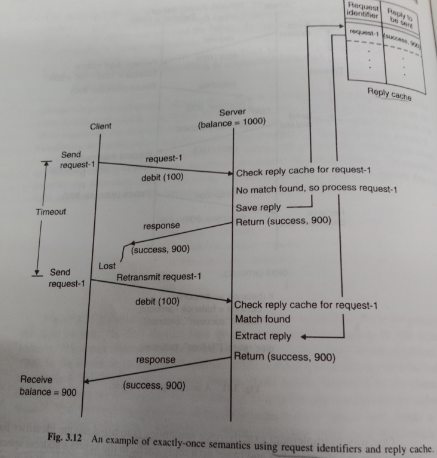 Request
identifier
Reply to
be sent
request-1
(success, 900)
Reply cache
Server
(balance = 1000)
Client
Send
request-1
request-1
debit (100)
Check reply cache for request-1
No match found, so process request-1
Save reply
Timeout
response
Return (success, 900)
(success, 900)
Lost
Send
request-1
Retransmit request-1
debit (100)
Check reply cache for request-1
Match found
Extract reply
response
Return (success, 900)
Receive
balance = 900
(success, 900)
Fig. 3.12 An example of exactly-once semantics using request identifiers and reply cache.